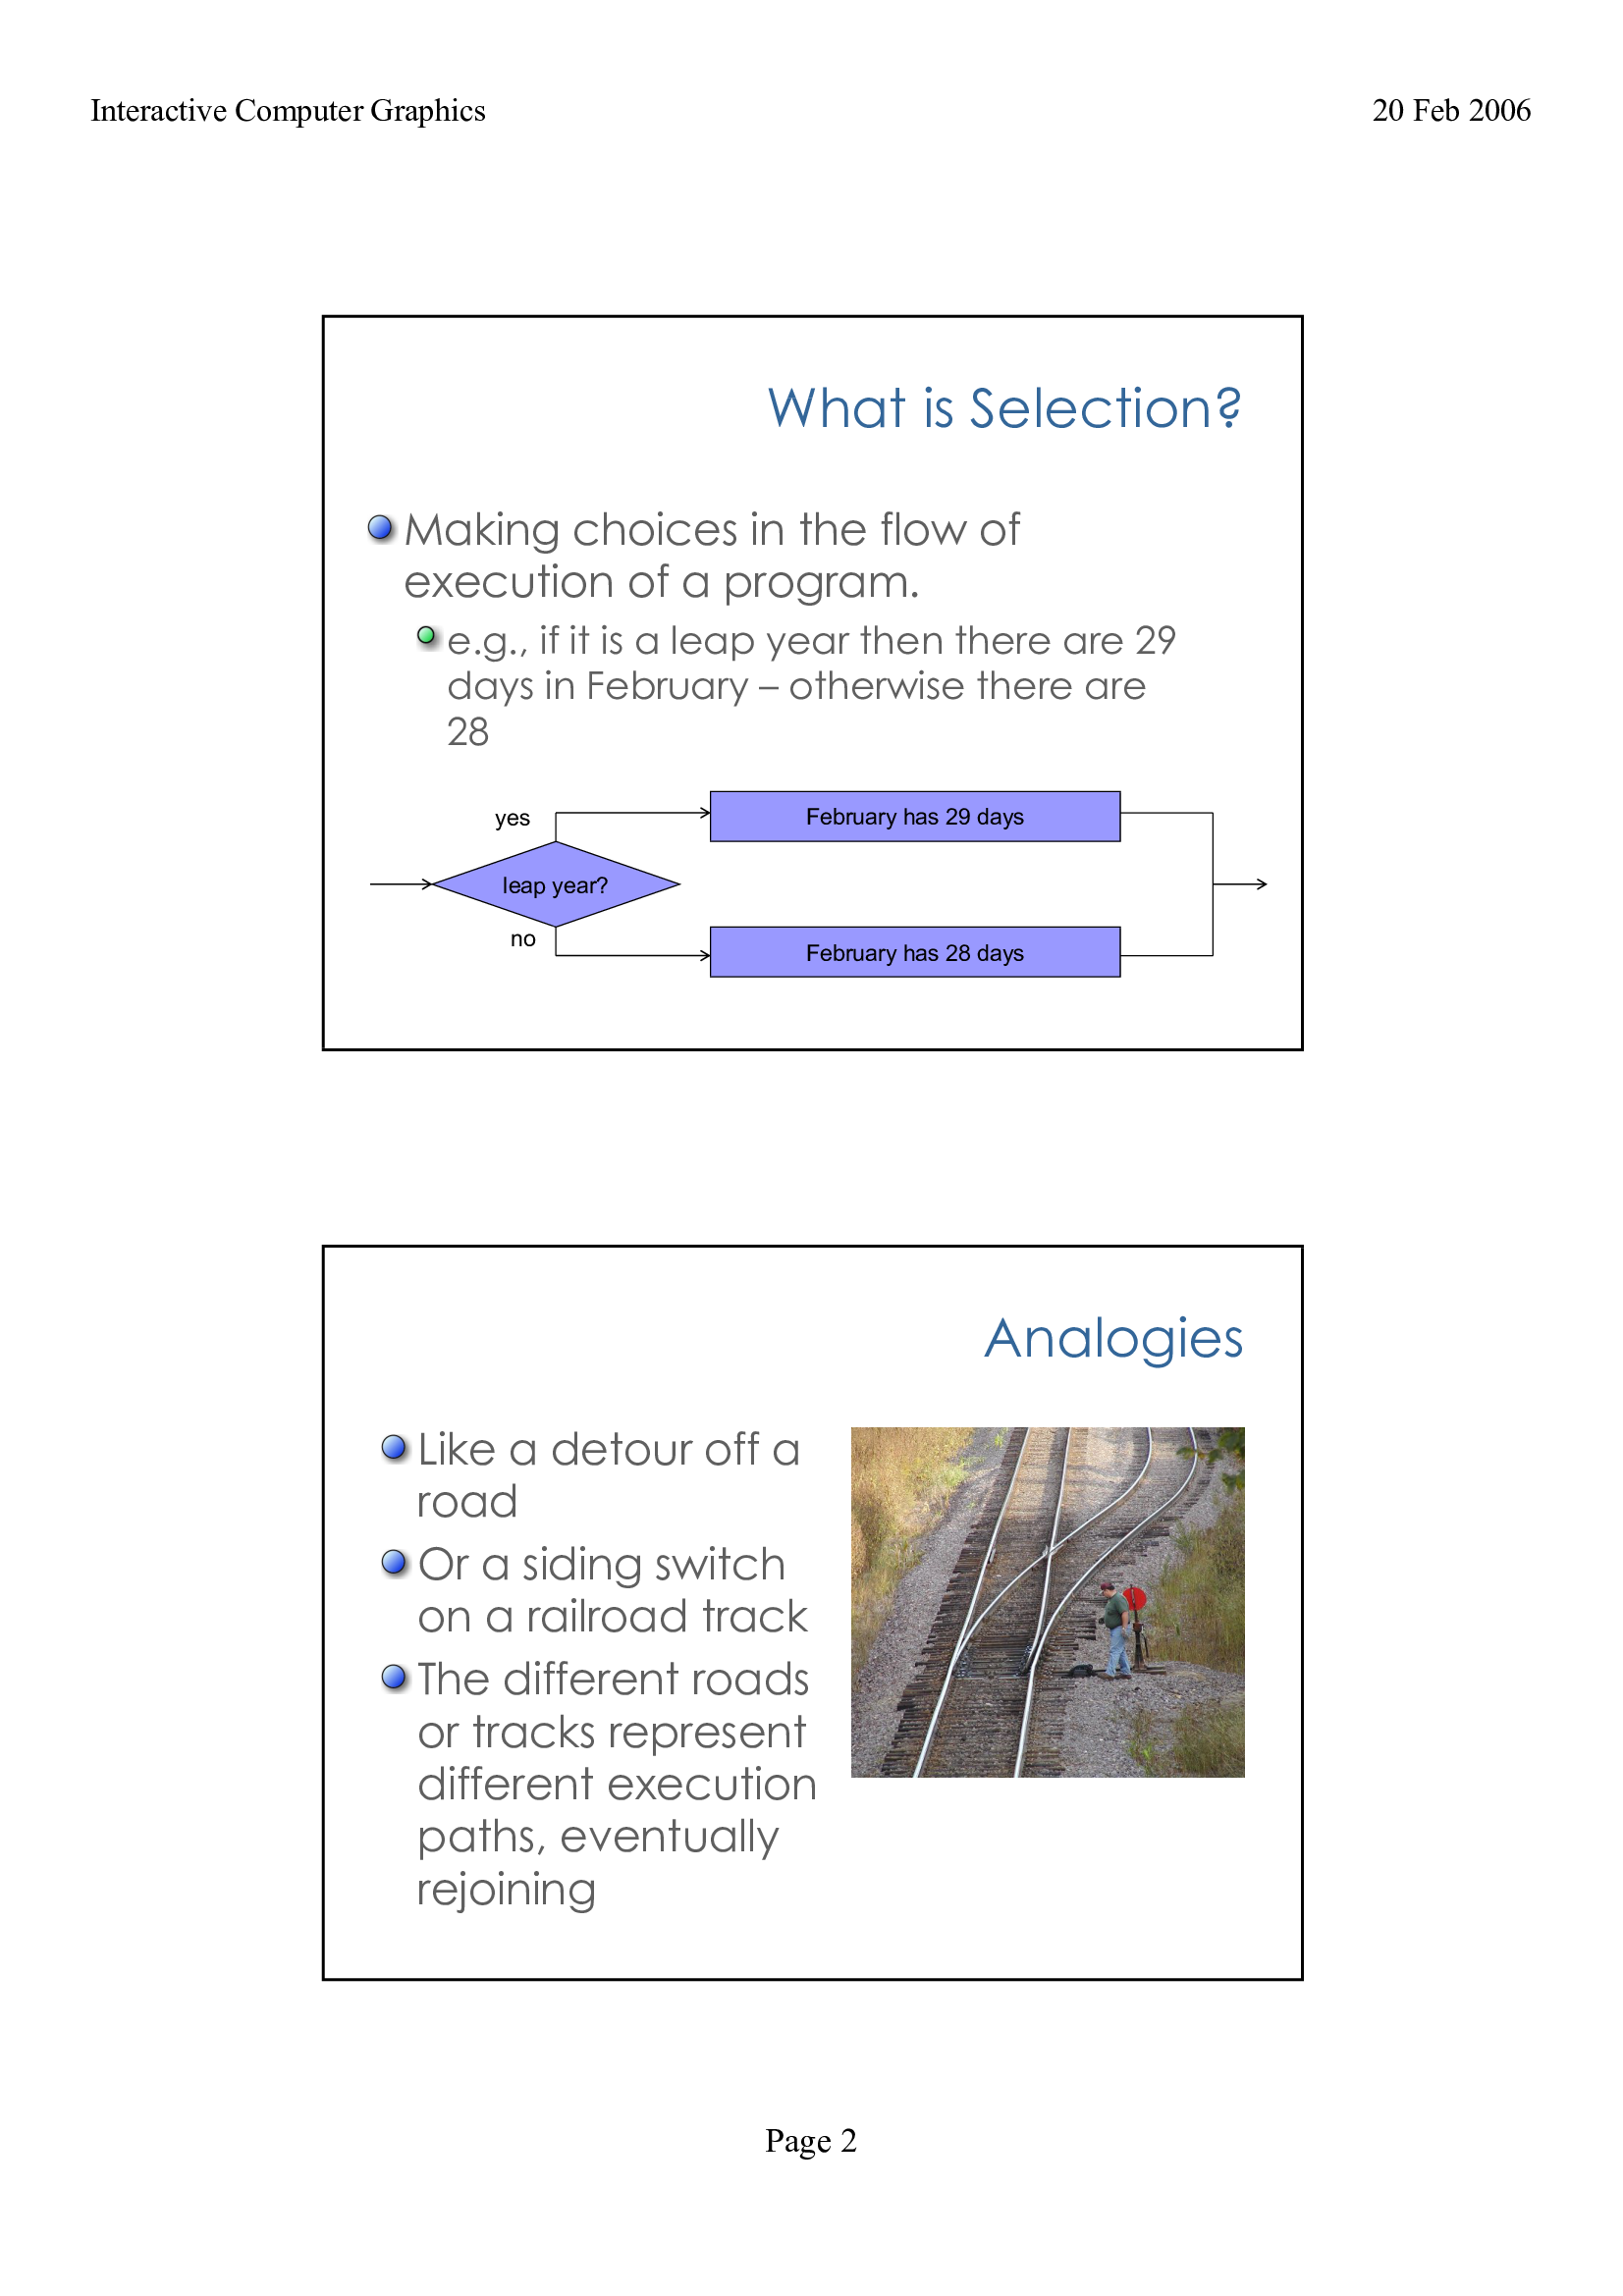 Interactive Computer Graphics
20 Feb 2006
What is Selection?
Making choices in the flow of
execution of a program.
e.g., if it is a leap year then there are 29
days in February – otherwise there are
28
yes
February has 29 days
leap year?
no
February has 28 days
Analogies
Like a detour off a
road
Or a siding switch
on a railroad track
The different roads
or tracks represent
different execution
paths, eventually
rejoining
Page 2